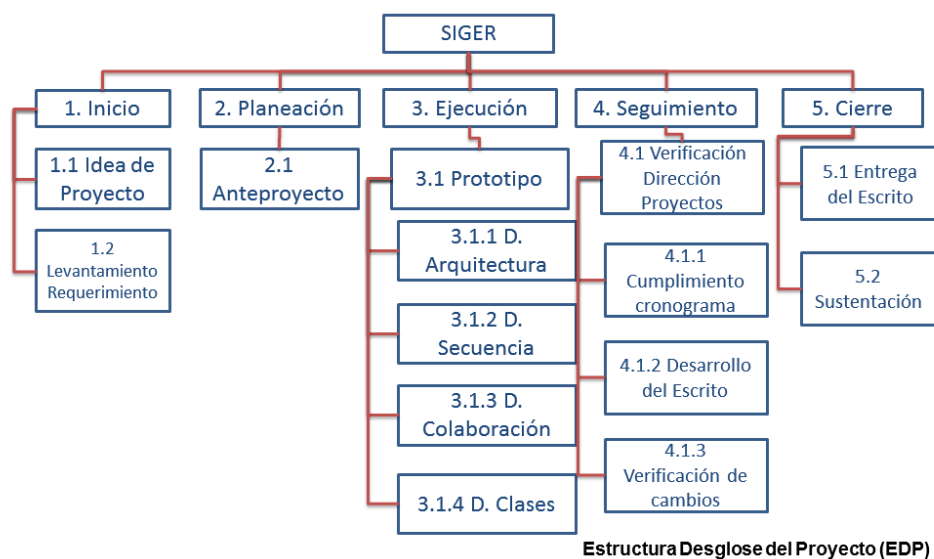 SIGER
1. Inicio
2. Planeación
3. Ejecución
4. Seguimiento
5. Cierre
1.1 Idea de
Proyecto
1.2
Levantamiento
Requerimiento
2.1
Anteproyecto
3.1 Prototipo
3.1.1 D.
Arquitectura
3.1.2 D.
Secuencia
3.1.3 D.
Colaboración
3.1.4 D. Clases
4.1 Verificación
Dirección
Proyectos
4.1.1
Cumplimiento
cronograma
4.1.2 Desarrollo
del Escrito
4.1.3
Verificación de
cambios
5.1 Entrega
del Escrito
5.2
Sustentación
Estructura Desglose del Proyecto (EDP)